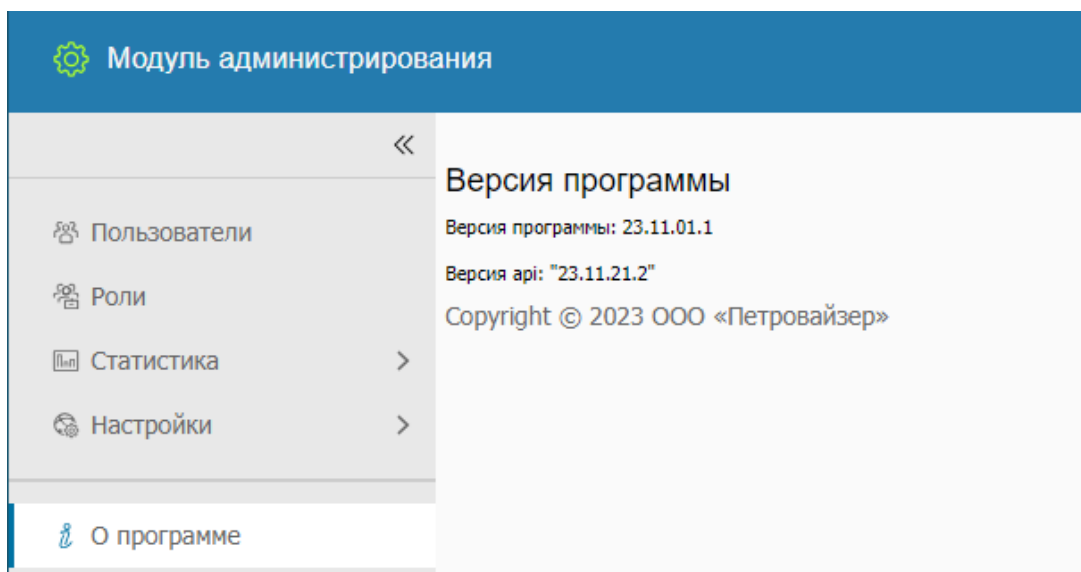 Модуль администрирования
Пользователи
Роли
Статистика
Настройки
О программе
Версия программы
Версия программы: 23.11.01.1
Версия api: "23.11.21.2"
Copyright © 2023 ООО «Петровайзер»